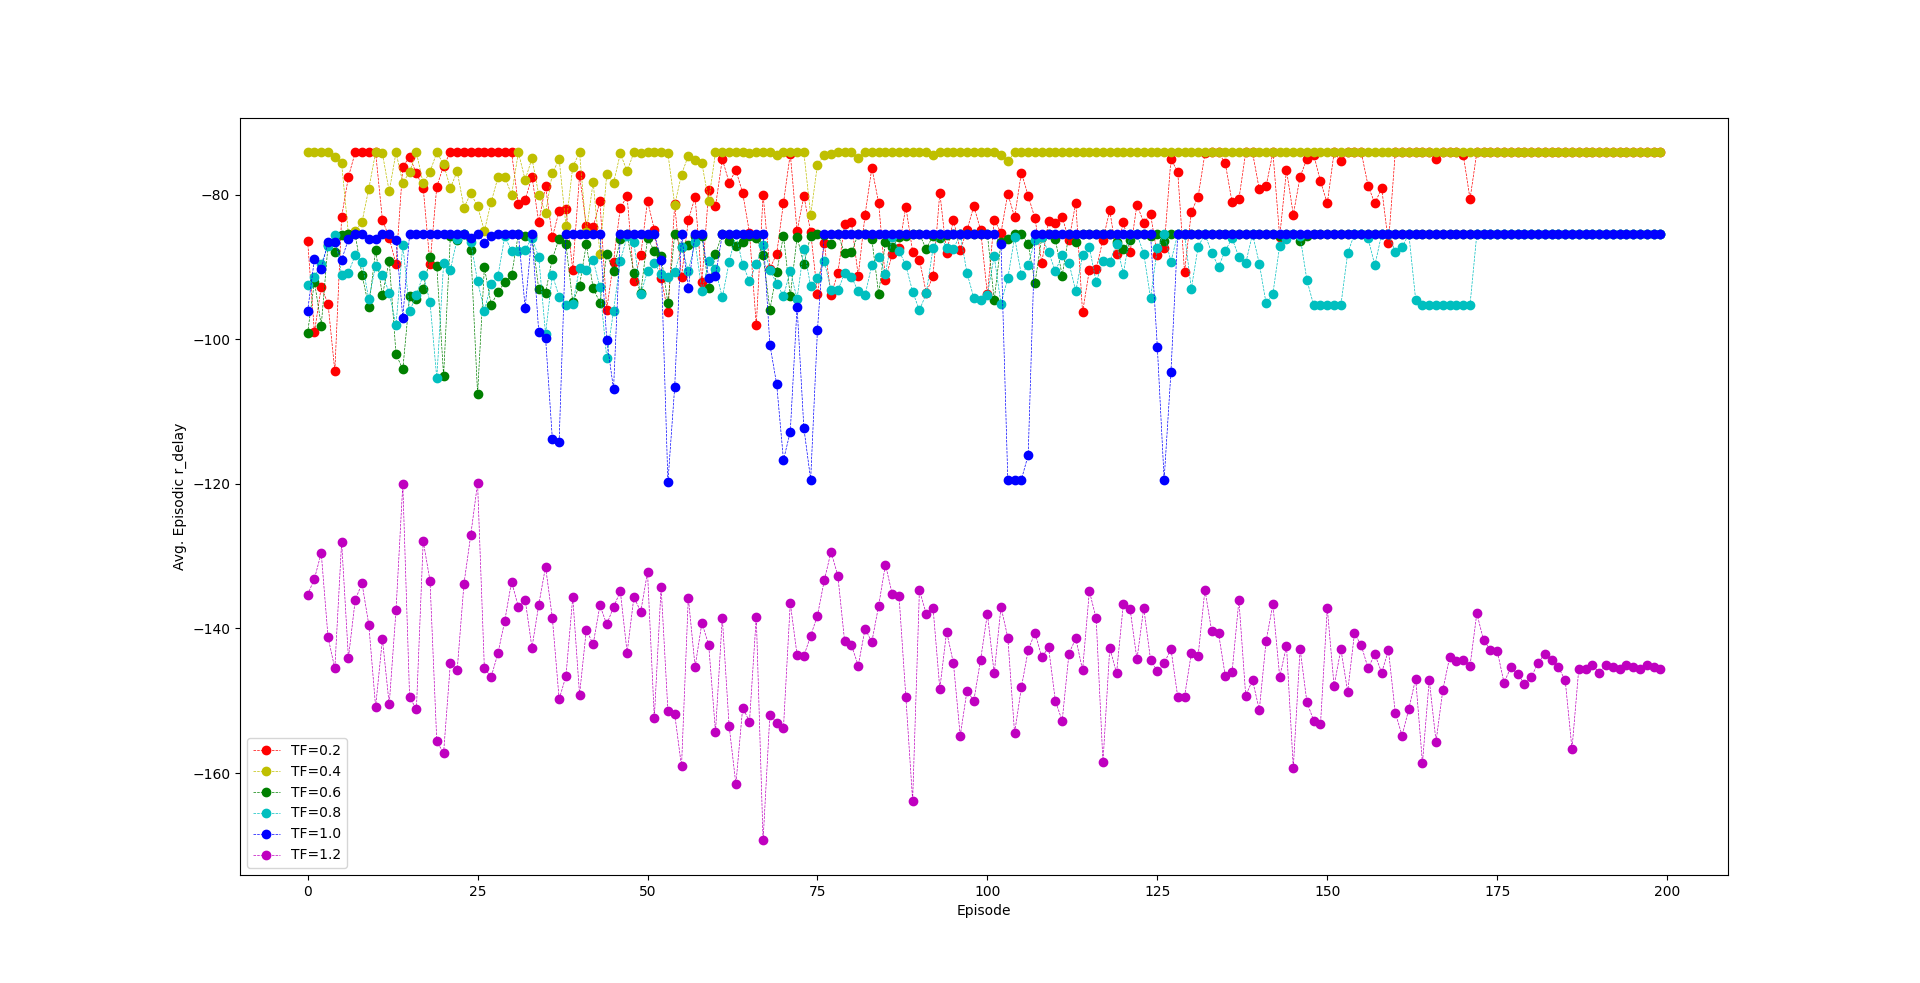 −80
−100
−120
−140
−160
Avg. Episodic r_delay
TF=0.2
TF=0.4
TF=0.6
TF=0.8
TF=1.0
TF=1.2
0 25 50 75 100 125 150 175 200
Episode